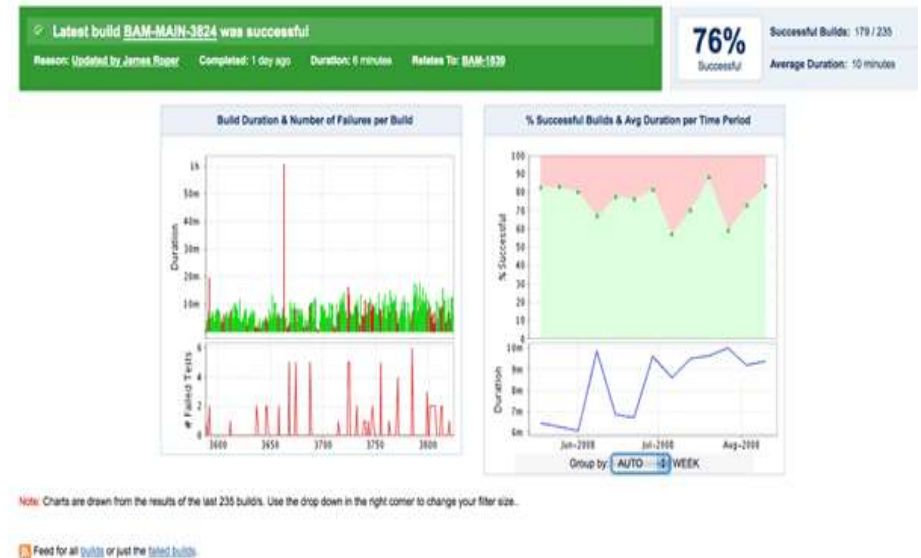 Latest build BAM-MAIN-3824 was successful
Reason: Updated by James Roper Completed: 1 day ago Duration: 6 minutes Relates To: BAM-1839
76%
Successful
Successful Builds: 179 / 235
Average Duration: 10 minutes
Build Duration & Number of Failures per Build
1h
50m
40m
30m
20m
10m
Duration
6
4
2
0
# Failed Tests
3600 3650 3700 3750 3800
% Successful Builds & Avg Duration per Time Period
100
90
80
70
60
50
40
30
20
10
0
% Successful
10m
9m
8m
7m
6m
Duration
Jun-2008 Jul-2008 Aug-2008
Group by: AUTO WEEK
Note: Charts are drawn from the results of the last 235 builds. Use the drop down in the right corner to change your filter size..
Feed for all builds or just the failed builds.